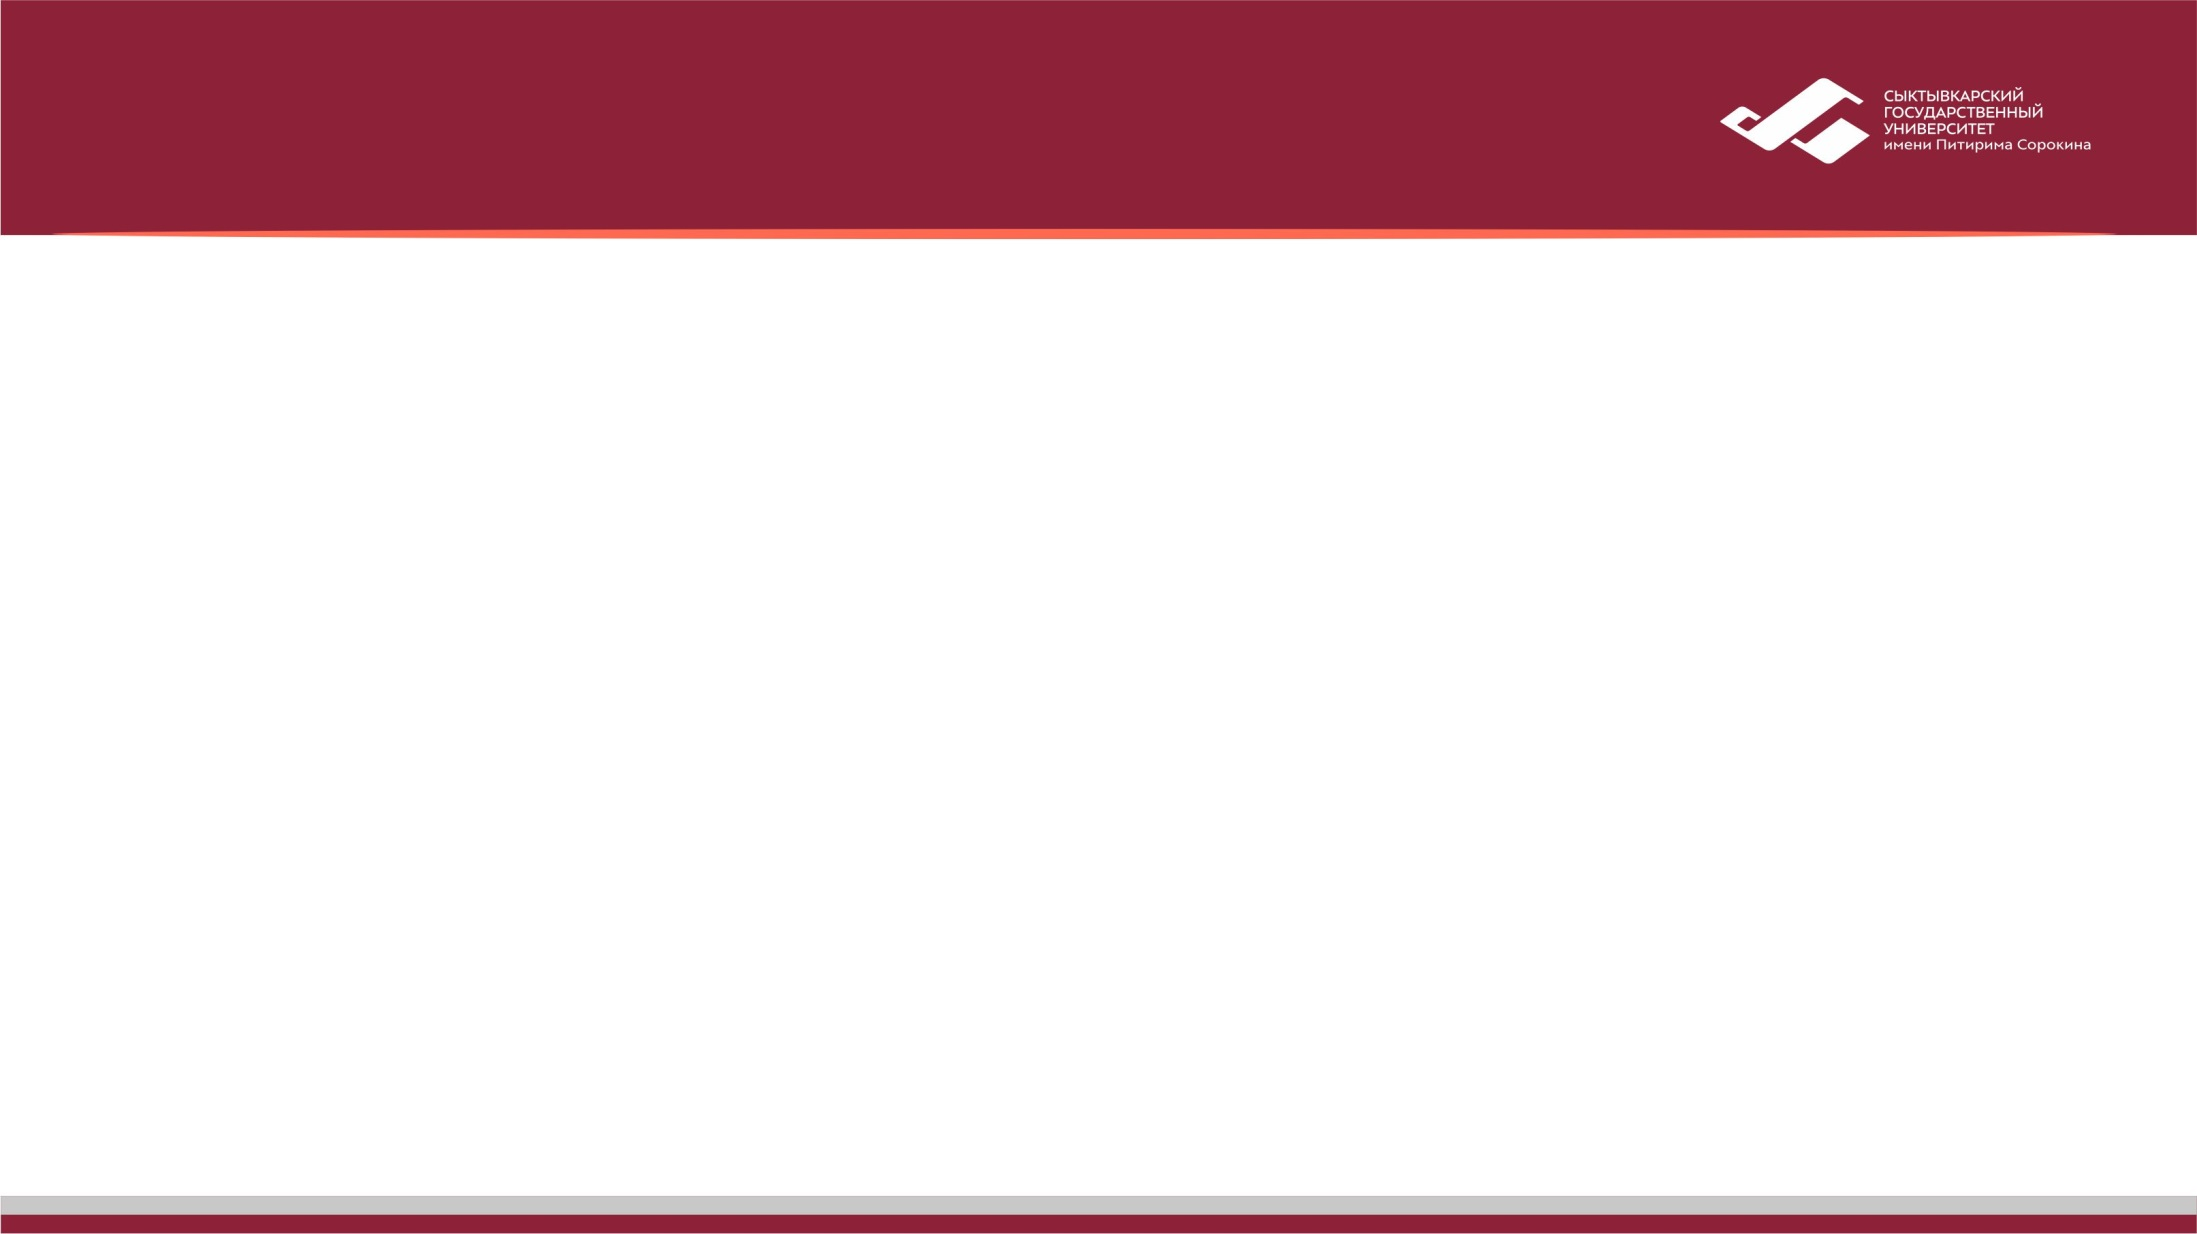 СЫКТЫВКАРСКИЙ
ГОСУДАРСТВЕННЫЙ
УНИВЕРСИТЕТ
имени Питирима Сорокина